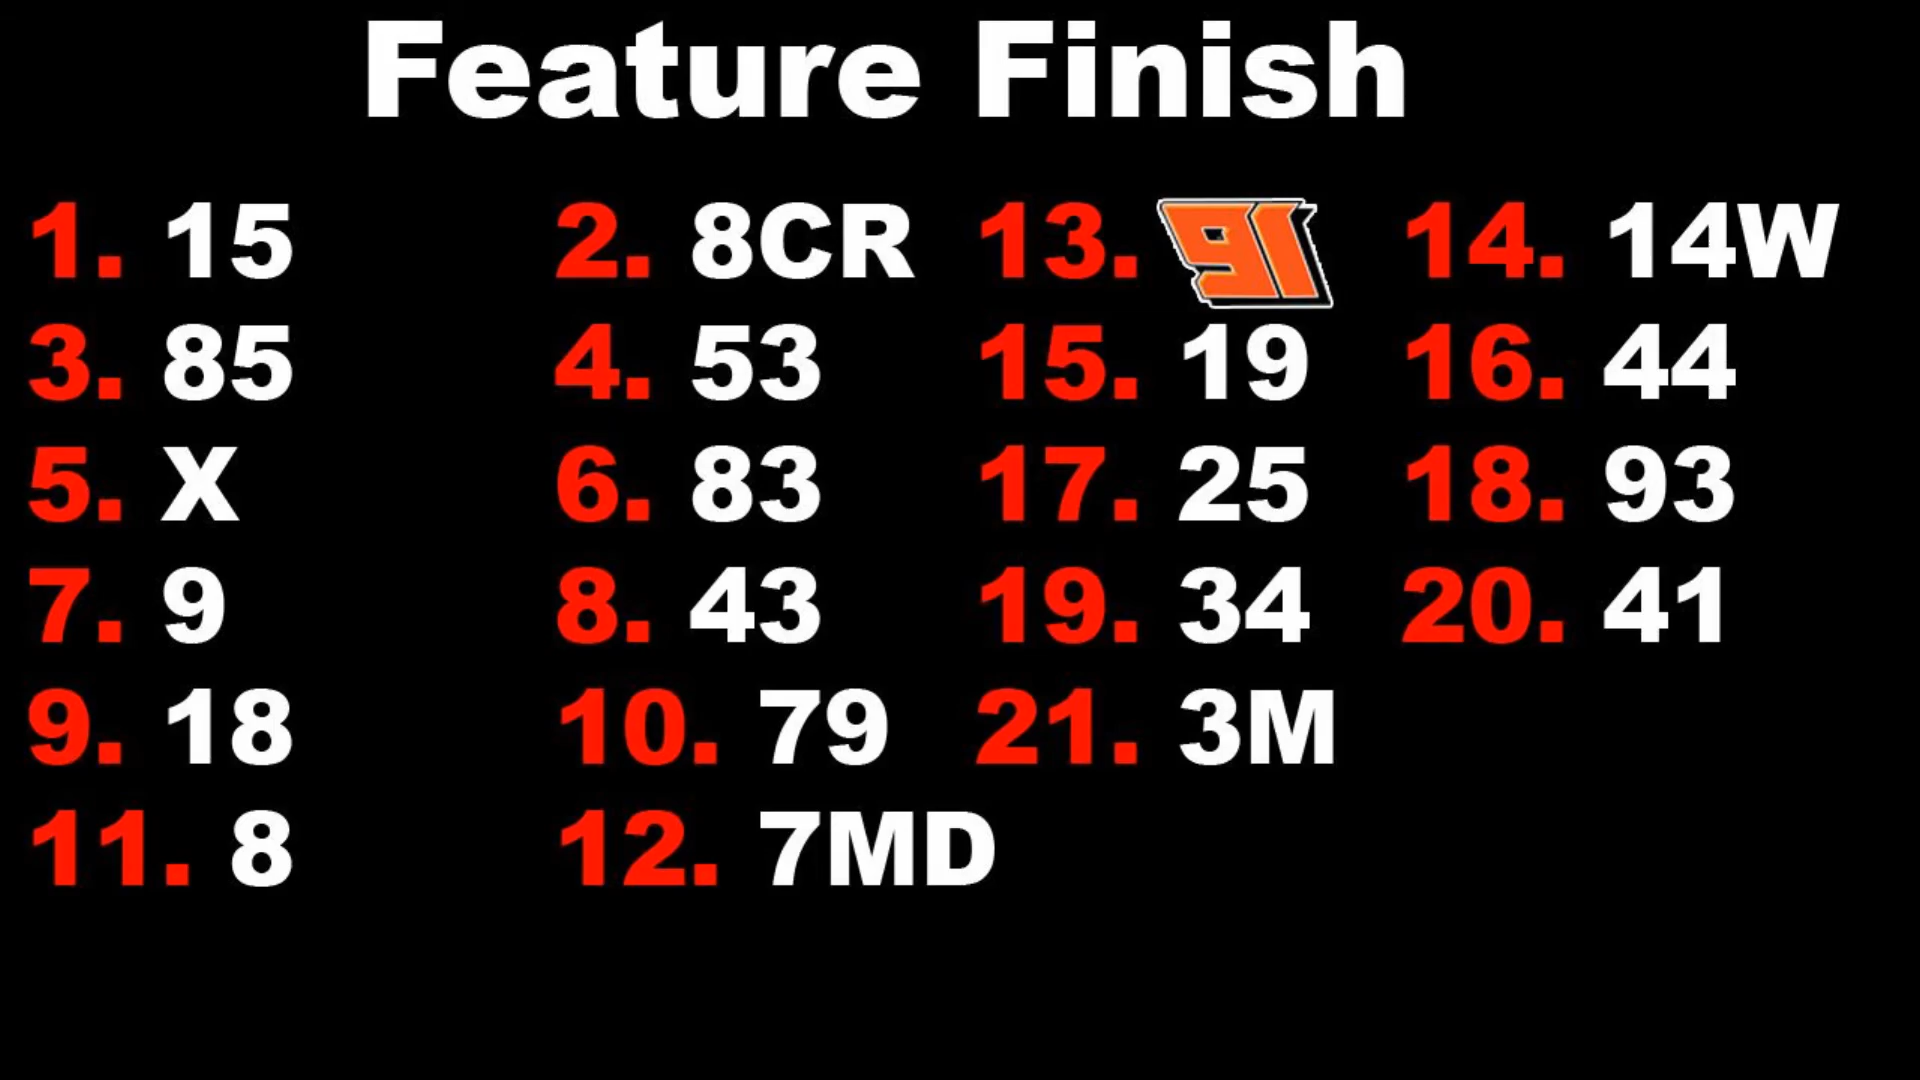 Feature Finish
1. 15 2. 8CR 13. 91 14. 14W
3. 85 4. 53 15. 19 16. 44
5. X 6. 83 17. 25 18. 93
7. 9 8. 43 19. 34 20. 41
9. 18 10. 79 21. 3M
11. 8 12. 7MD